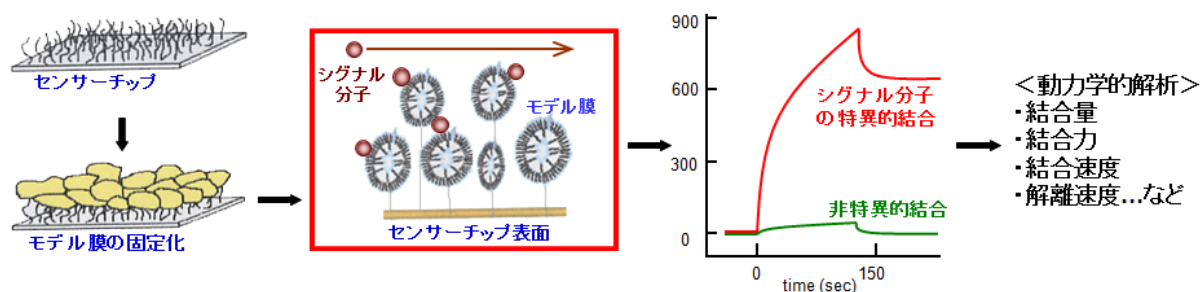 センサーチップ
モデル膜の固定化
シグナル
分子
モデル膜
センサーチップ表面
900
600
300
0
シグナル分子
の特異的結合
非特異的結合
0
150
time (sec)
＜動力学的解析＞
・結合量
・結合力
・結合速度
・解離速度…など